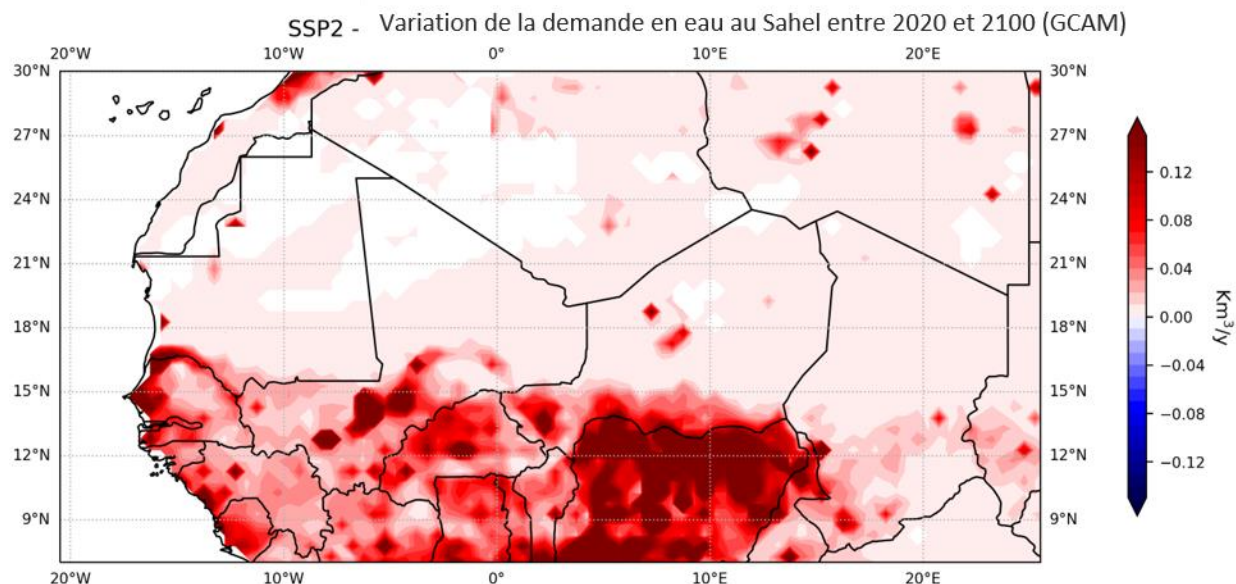 SSP2 - Variation de la demande en eau au Sahel entre 2020 et 2100 (GCAM)
20°W 10°W 0° 10°E 20°E
30°N 30°N
27°N 27°N
24°N 24°N
21°N 21°N
18°N 18°N
15°N 15°N
12°N 12°N
9°N 9°N
20°W 10°W 0° 10°E 20°E
0.12
0.08
0.04
0.00
−0.04
−0.08
−0.12
Km³/y